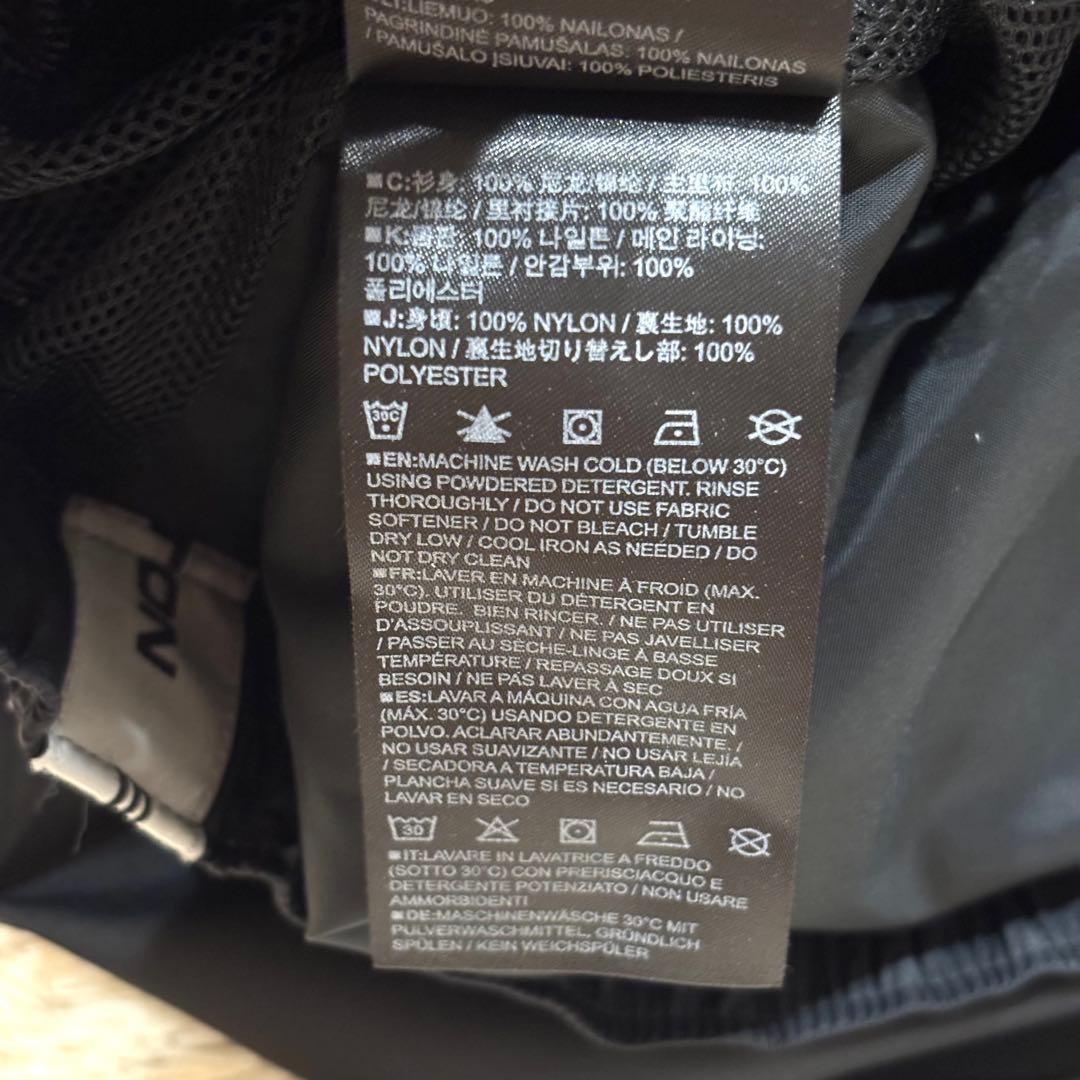 LT:LIEMUO: 100% NAILONAS /
PAGRINDINĖ PAMUŠALAS: 100% NAILONAS
/ PAMUŠALO ĮSIUVAI: 100% POLIESTERIS
■C:衫身: 100% 尼龙/锦纶 / 主里布: 100%
尼龙/锦纶 / 里衬接片: 100% 聚酯纤维
■K: 100% 나일론 / 메인 라이닝:
100% 나일론 / 안감부위: 100%
폴리에스터
■J:身頃: 100% NYLON / 裏生地: 100%
NYLON / 裏生地切り替えし部: 100%
POLYESTER
30C
■EN:MACHINE WASH COLD (BELOW 30°C)
USING POWDERED DETERGENT. RINSE
THOROUGHLY / DO NOT USE FABRIC
SOFTENER / DO NOT BLEACH / TUMBLE
DRY LOW / COOL IRON AS NEEDED / DO
NOT DRY CLEAN
■FR:LAVER EN MACHINE À FROID (MAX.
30°C). UTILISER DU DÉTERGENT EN
POUDRE. BIEN RINCER. / NE PAS UTILISER
D'ASSOUPLISSANT / NE PAS JAVELLISER
/ PASSER AU SÈCHE-LINGE À BASSE
TEMPÉRATURE / REPASSAGE DOUX SI
BESOIN / NE PAS LAVER À SEC
■ES:LAVAR A MÁQUINA CON AGUA FRÍA
(MÁX. 30°C) USANDO DETERGENTE EN
POLVO. ACLARAR ABUNDANTEMENTE. /
NO USAR SUAVIZANTE / NO USAR LEJÍA
/ SECADORA A TEMPERATURA BAJA /
PLANCHA SUAVE SI ES NECESARIO / NO
LAVAR EN SECO
30
■IT:LAVARE IN LAVATRICE A FREDDO
(SOTTO 30°C) CON PRERISCIACQUO E
DETERGENTE POTENZIATO / NON USARE
AMMORBIDENTI
■DE:MASCHINENWÄSCHE 30°C MIT
PULVERWASCHMITTEL, GRÜNDLICH
SPÜLEN / KEIN WEICHSPÜLER